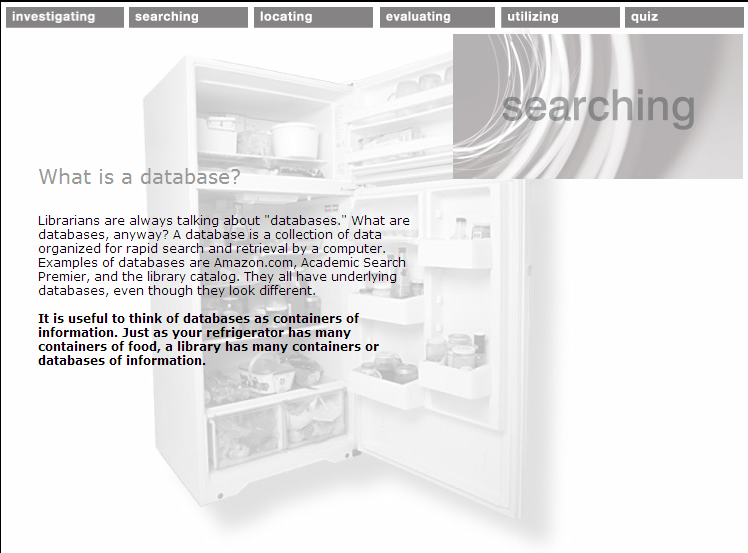 investigating searching locating evaluating utilizing quiz
searching
What is a database?
Librarians are always talking about "databases." What are
databases, anyway? A database is a collection of data
organized for rapid search and retrieval by a computer.
Examples of databases are Amazon.com, Academic Search
Premier, and the library catalog. They all have underlying
databases, even though they look different.
It is useful to think of databases as containers of
information. Just as your refrigerator has many
containers of food, a library has many containers or
databases of information.